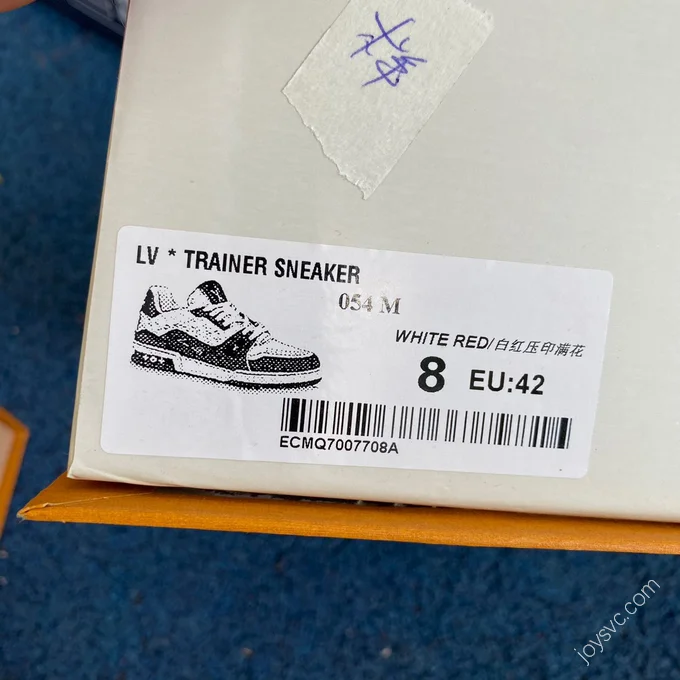 LV * TRAINER SNEAKER
054 M
WHITE RED/白红压印满花
8 EU:42
ECMQ7007708A
joysvc.com